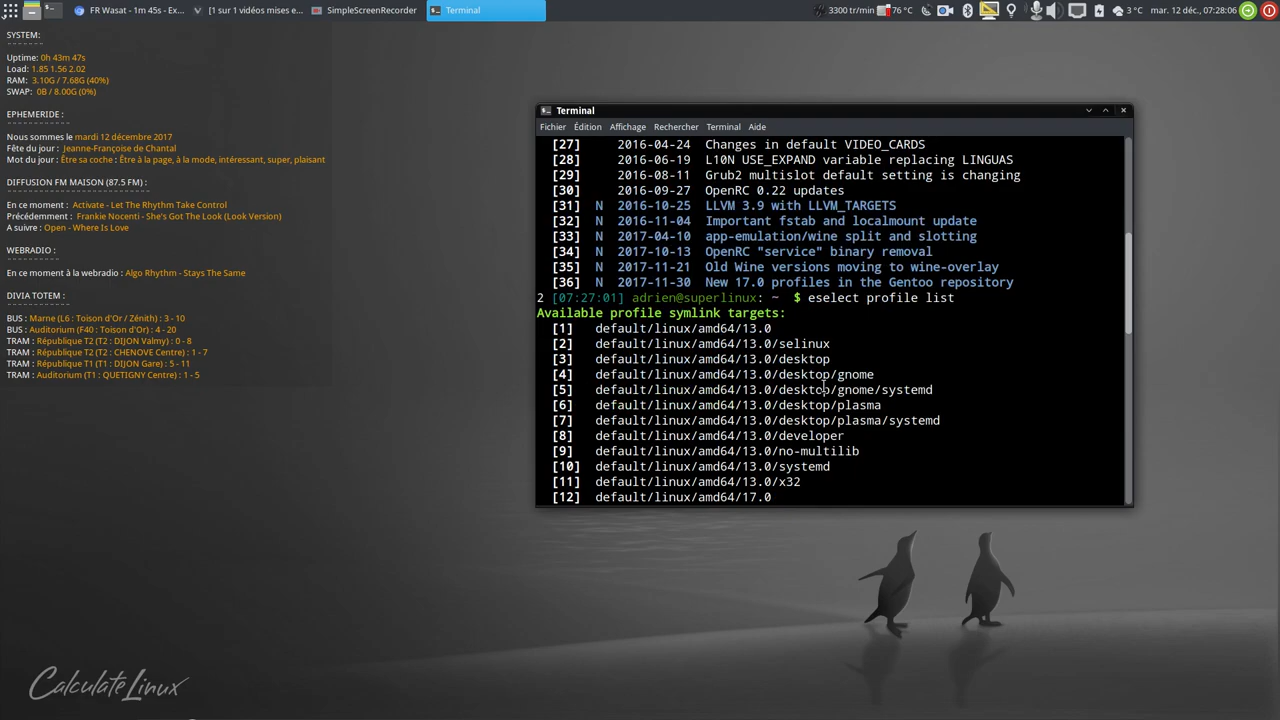 FR Wasat - 1m 45s - Ex...
[1 sur 1 vidéos mises e...
SimpleScreenRecorder
Terminal
3300 tr/min
76 °C
3 °C
mar. 12 déc., 07:28:06
SYSTEM:
Uptime: 0h 43m 47s
Load: 1.85 1.56 2.02
RAM: 3.10G / 7.68G (40%)
SWAP: 0B / 8.00G (0%)
EPHEMERIDE :
Nous sommes le mardi 12 décembre 2017
Fête du jour : Jeanne-Françoise de Chantal
Mot du jour : Être sa coche : Être à la page, à la mode, intéressant, super, plaisant
DIFFUSION FM MAISON (87.5 FM) :
En ce moment : Activate - Let The Rhythm Take Control
Précédemment : Frankie Nocenti - She's Got The Look (Look Version)
A suivre : Open - Where Is Love
WEBRADIO :
En ce moment à la webradio : Algo Rhythm - Stays The Same
DIVIA TOTEM :
BUS : Marne (L6 : Toison d'Or / Zénith) : 3 - 10
BUS : Auditorium (F40 : Toison d'Or) : 4 - 20
TRAM : République T2 (T2 : DIJON Valmy) : 0 - 8
TRAM : République T2 (T2 : CHENOVE Centre) : 1 - 7
TRAM : République T1 (T1 : DIJON Gare) : 5 - 11
TRAM : Auditorium (T1 : QUETIGNY Centre) : 1 - 5
Terminal
Fichier Édition Affichage Rechercher Terminal Aide
[27] 2016-04-24 Changes in default VIDEO_CARDS
[28] 2016-06-19 L10N USE_EXPAND variable replacing LINGUAS
[29] 2016-08-11 Grub2 multislot default setting is changing
[30] 2016-09-27 OpenRC 0.22 updates
[31] N 2016-10-25 LLVM 3.9 with LLVM_TARGETS
[32] N 2016-11-04 Important fstab and localmount update
[33] N 2017-04-10 app-emulation/wine split and slotting
[34] N 2017-10-13 OpenRC "service" binary removal
[35] N 2017-11-21 Old Wine versions moving to wine-overlay
[36] N 2017-11-30 New 17.0 profiles in the Gentoo repository
2 [07:27:01] adrien@superlinux: ~ $ eselect profile list
Available profile symlink targets:
[1] default/linux/amd64/13.0
[2] default/linux/amd64/13.0/selinux
[3] default/linux/amd64/13.0/desktop
[4] default/linux/amd64/13.0/desktop/gnome
[5] default/linux/amd64/13.0/desktop/gnome/systemd
[6] default/linux/amd64/13.0/desktop/plasma
[7] default/linux/amd64/13.0/desktop/plasma/systemd
[8] default/linux/amd64/13.0/developer
[9] default/linux/amd64/13.0/no-multilib
[10] default/linux/amd64/13.0/systemd
[11] default/linux/amd64/13.0/x32
[12] default/linux/amd64/17.0
Calculate Linux